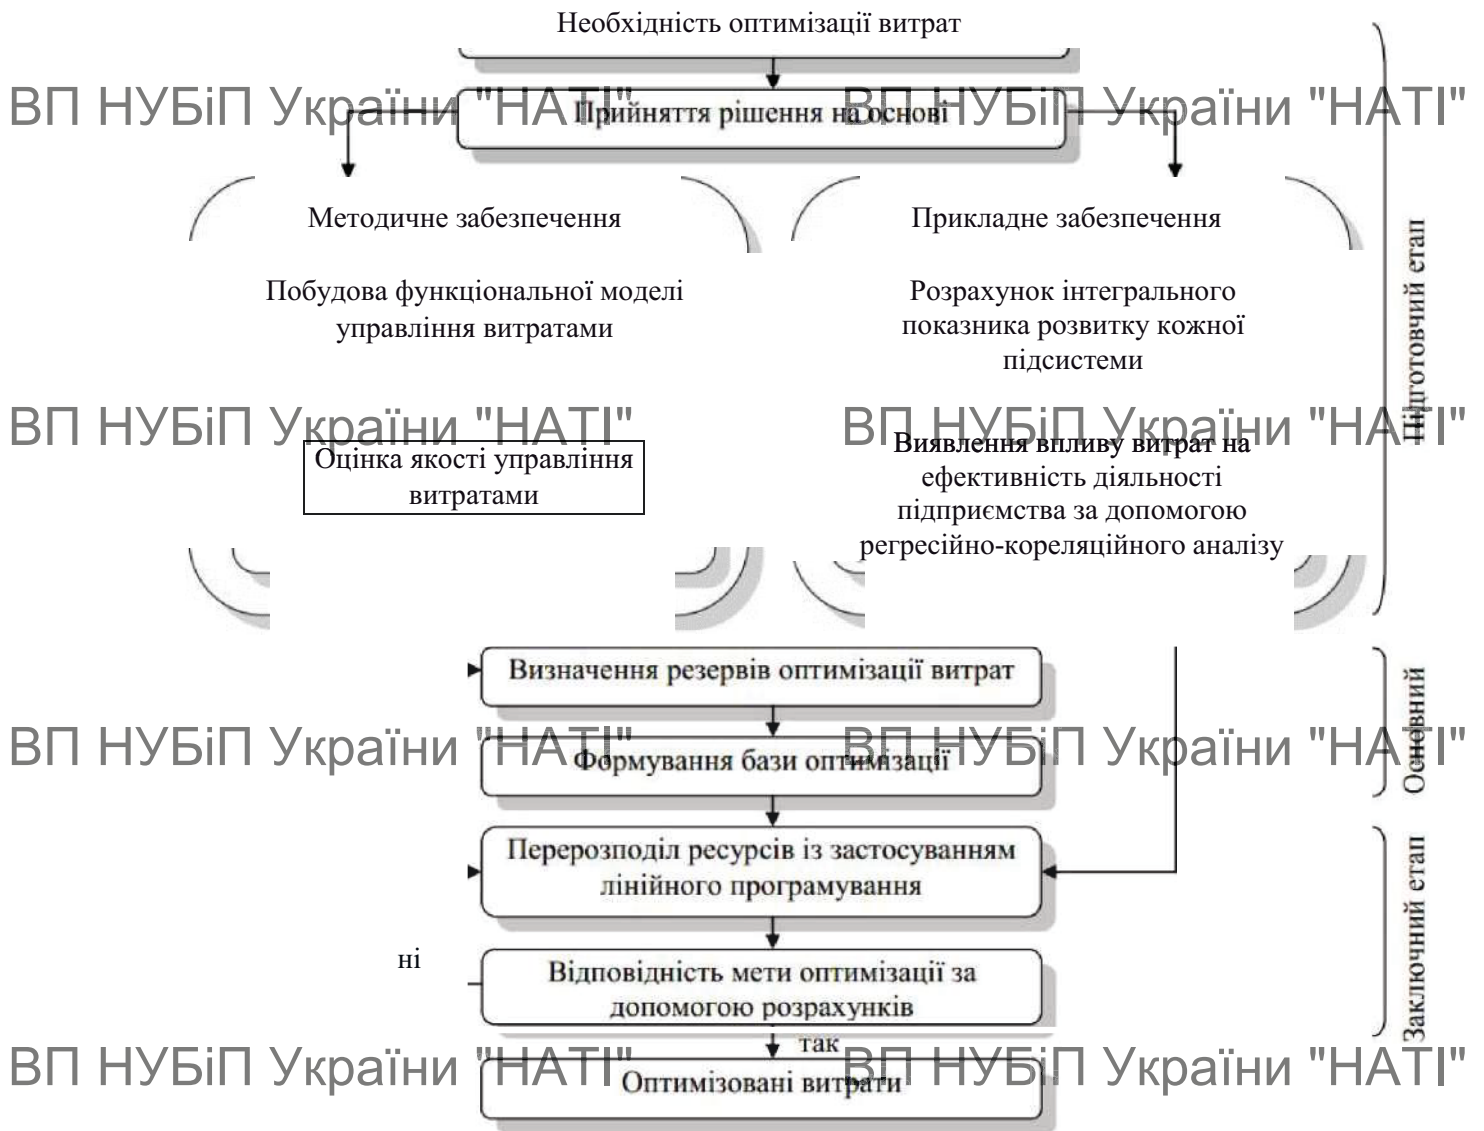 Необхідність оптимізації витрат
ВП НУБіП України "НАТІ"
ВП НУБіП України "НАТІ"
Прийняття рішення на основі
Методичне забезпечення
Прикладне забезпечення
Побудова функціональної моделі
управління витратами
Розрахунок інтегрального
показника розвитку кожної
підсистеми
Підготовчий етап
ВП НУБіП України "НАТІ"
ВП НУБіП України "НАТІ"
Оцінка якості управління
витратами
Виявлення впливу витрат на
ефективність діяльності
підприємства за допомогою
регресійно-кореляційного аналізу
Визначення резервів оптимізації витрат
ВП НУБіП України "НАТІ"
ВП НУБіП України "НАТІ"
Формування бази оптимізації
Основний
Перерозподіл ресурсів із застосуванням
лінійного програмування
ні
Відповідність мети оптимізації за
допомогою розрахунків
Заключний етап
так
ВП НУБіП України "НАТІ"
ВП НУБіП України "НАТІ"
Оптимізовані витрати